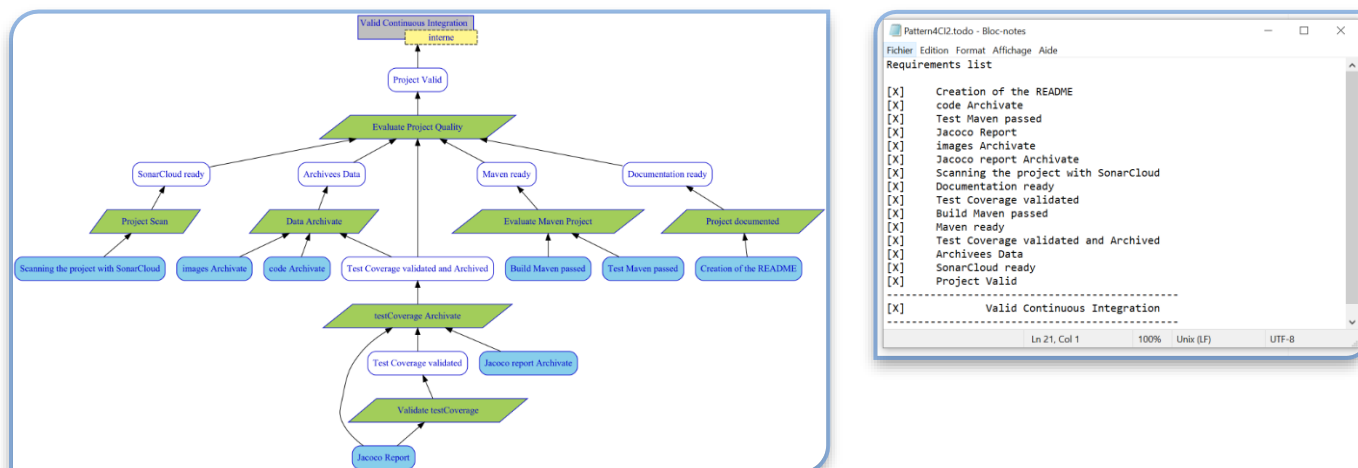 Valid Continuous Integration
interne
Project Valid
Evaluate Project Quality
SonarCloud ready
Archivees Data
Maven ready
Documentation ready
Project Scan
Data Archivate
Evaluate Maven Project
Project documented
Scanning the project with SonarCloud
images Archivate
code Archivate
Test Coverage validated and Archived
Build Maven passed
Test Maven passed
Creation of the README
testCoverage Archivate
Test Coverage validated
Jacoco report Archivate
Validate testCoverage
Jacoco Report
Pattern4CI2.todo - Bloc-notes
Fichier Edition Format Affichage Aide
Requirements list
[X] Creation of the README
[X] code Archivate
[X] Test Maven passed
[X] Jacoco Report
[X] images Archivate
[X] Jacoco report Archivate
[X] Scanning the project with SonarCloud
[X] Documentation ready
[X] Test Coverage validated
[X] Build Maven passed
[X] Maven ready
[X] Test Coverage validated and Archived
[X] Archivees Data
[X] SonarCloud ready
[X] Project Valid
------------------------------------------------
[X] Valid Continuous Integration
------------------------------------------------
Ln 21, Col 1 100% Unix (LF) UTF-8